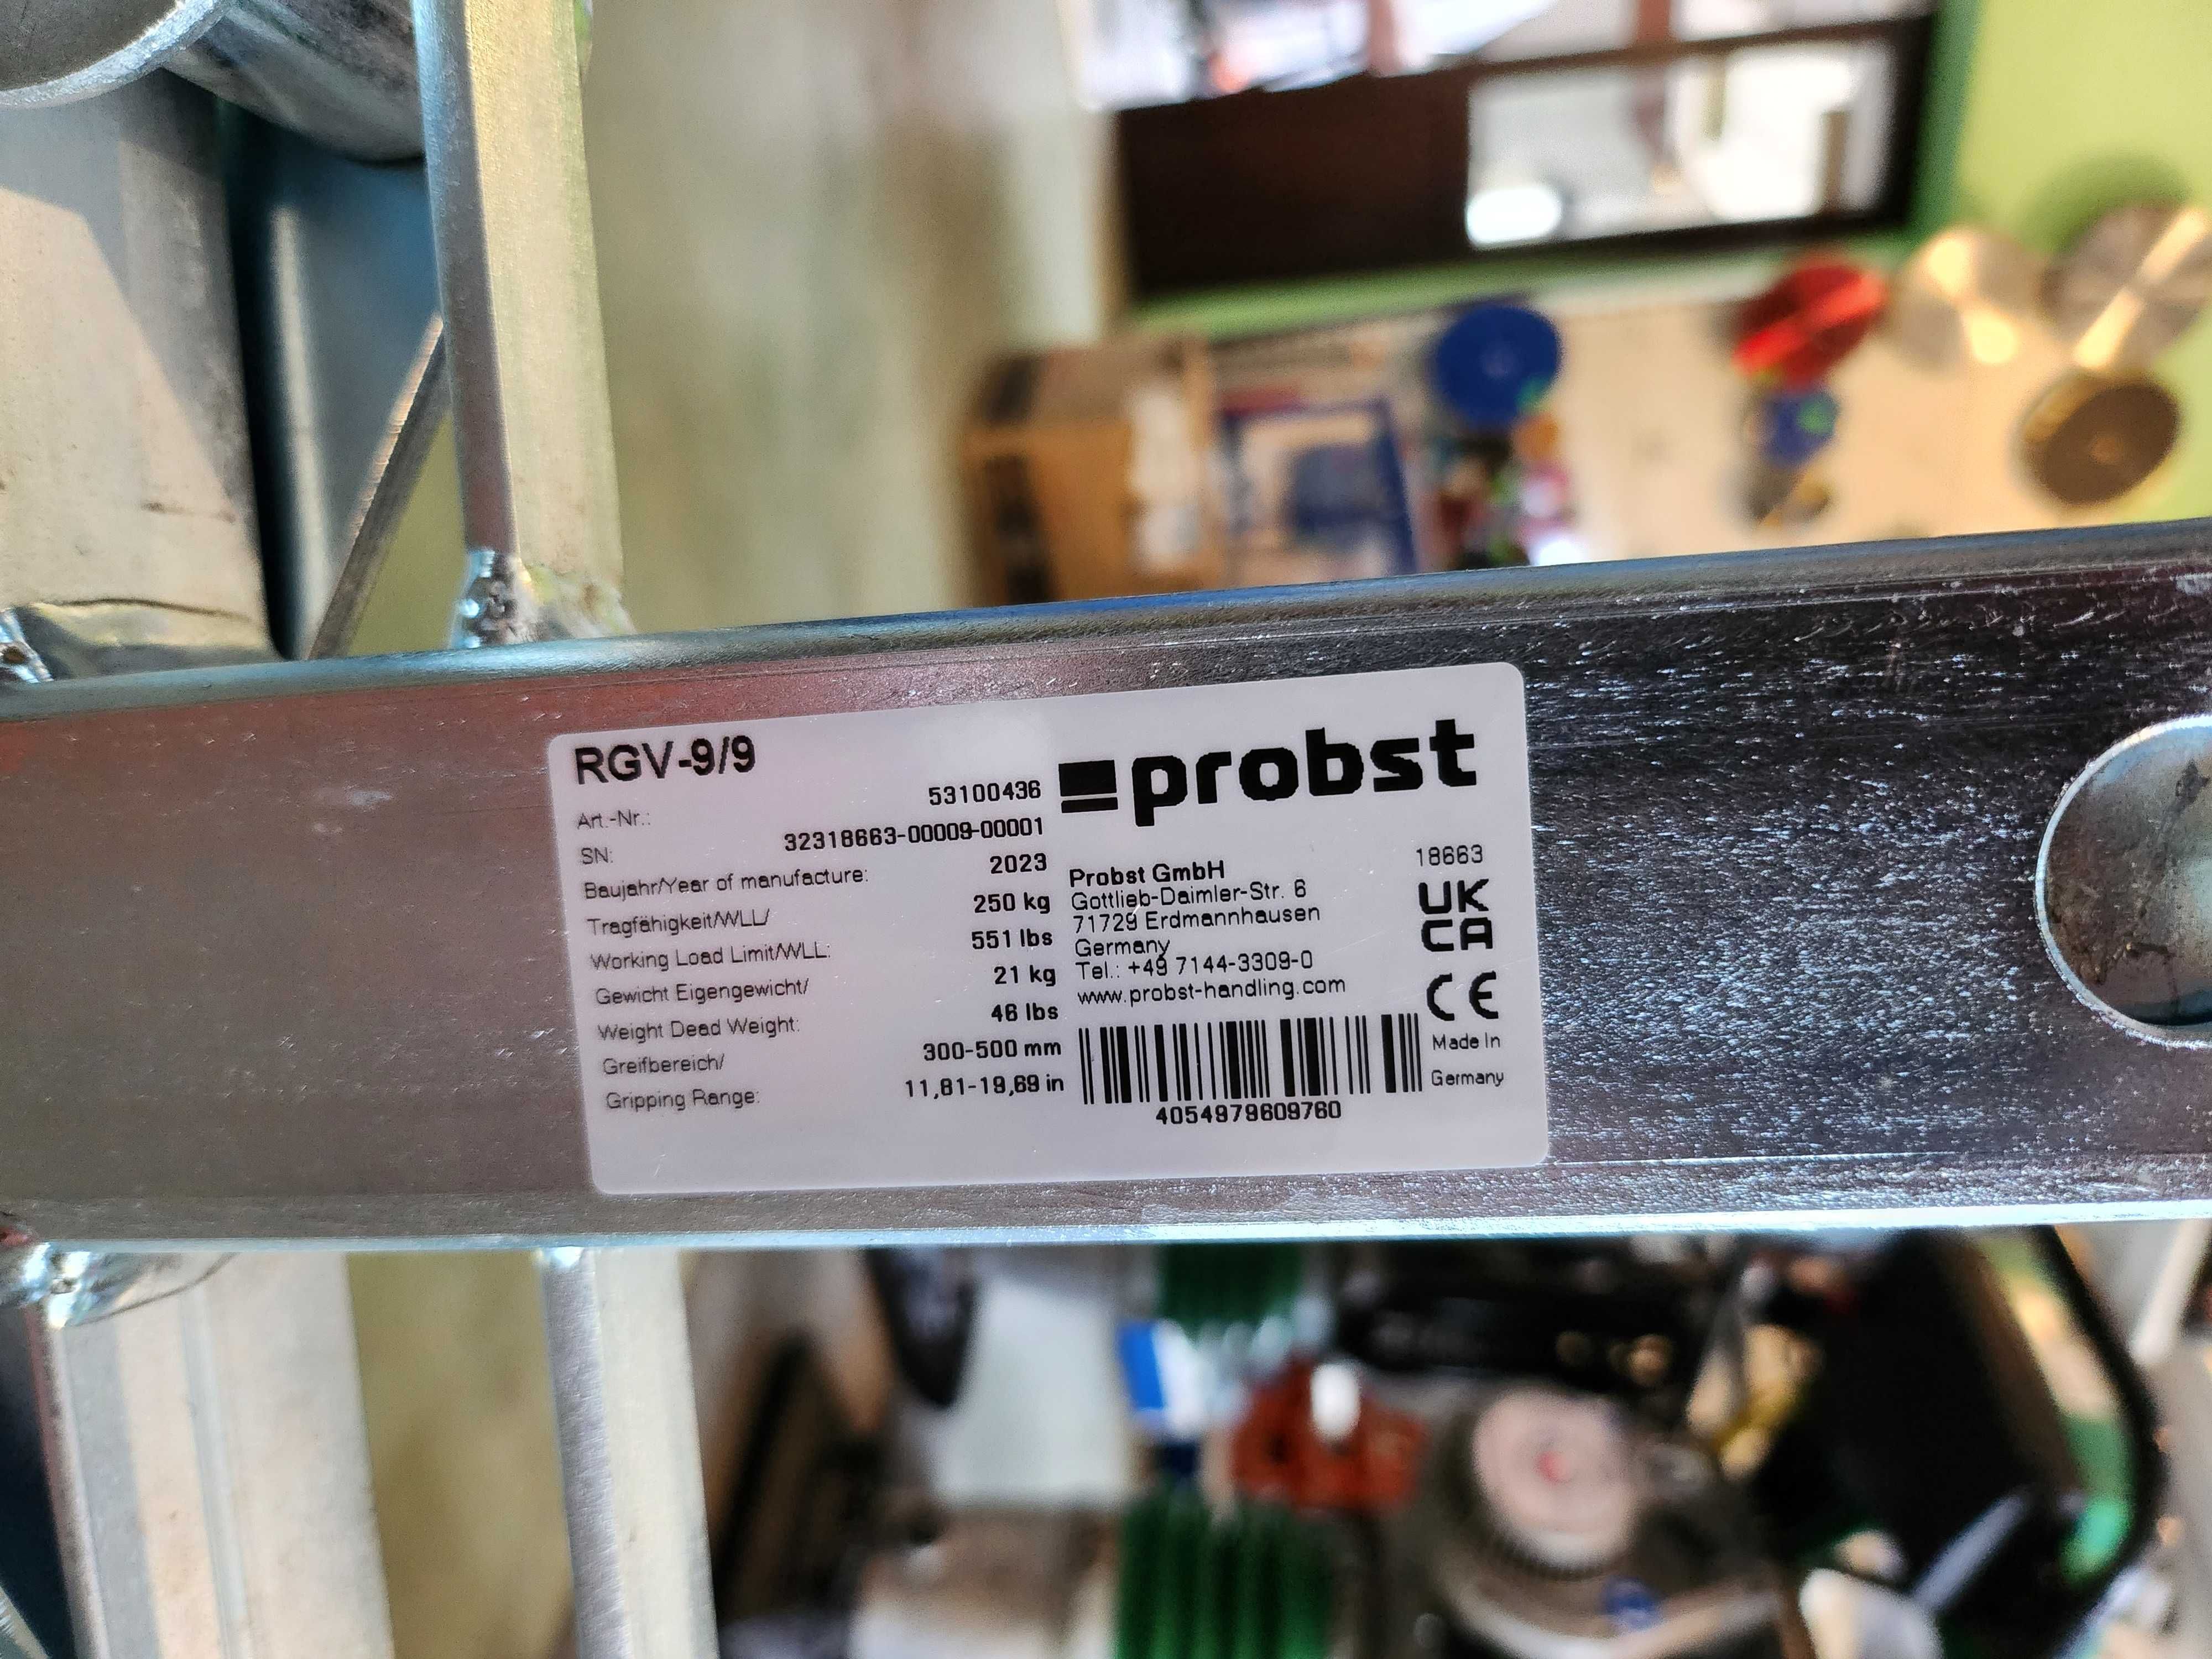 RGV-9/9
Art.-Nr.: 53100436
SN: 32318663-00009-00001
Baujahr/Year of manufacture: 2023
Tragfähigkeit/WLL/ 250 kg
Working Load Limit/WLL: 551 lbs
Gewicht Eigengewicht/ 21 kg
Weight Dead Weight: 46 lbs
Greifbereich/ 300-500 mm
Gripping Range: 11,81-19,69 in
probst
Probst GmbH
Gottlieb-Daimler-Str. 6
71729 Erdmannhausen
Germany
Tel.: +49 7144-3309-0
www.probst-handling.com
4054979609760
18663
UK
CA
CE
Made In
Germany